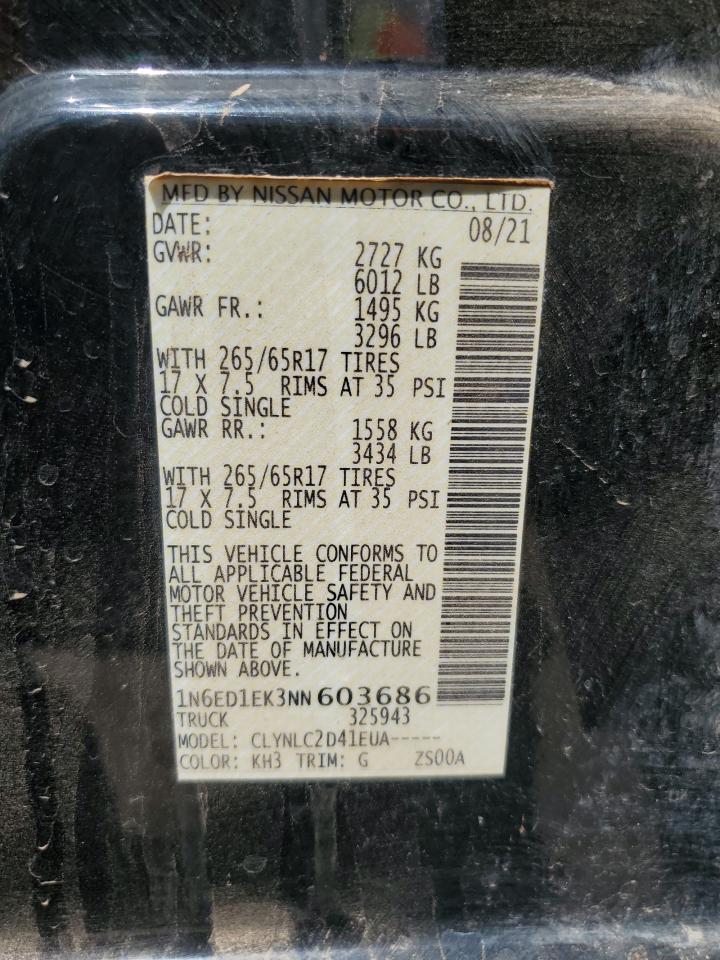 MFD BY NISSAN MOTOR CO., LTD.
DATE: 08/21
GVWR: 2727 KG
6012 LB
GAWR FR.: 1495 KG
3296 LB
WITH 265/65R17 TIRES
17 X 7.5 RIMS AT 35 PSI
COLD SINGLE
GAWR RR.: 1558 KG
3434 LB
WITH 265/65R17 TIRES
17 X 7.5 RIMS AT 35 PSI
COLD SINGLE
THIS VEHICLE CONFORMS TO
ALL APPLICABLE FEDERAL
MOTOR VEHICLE SAFETY AND
THEFT PREVENTION
STANDARDS IN EFFECT ON
THE DATE OF MANUFACTURE
SHOWN ABOVE.
1N6ED1EK3NN603686
TRUCK 325943
MODEL: CLYNLC2D41EUA-----
COLOR: KH3 TRIM: G ZS00A